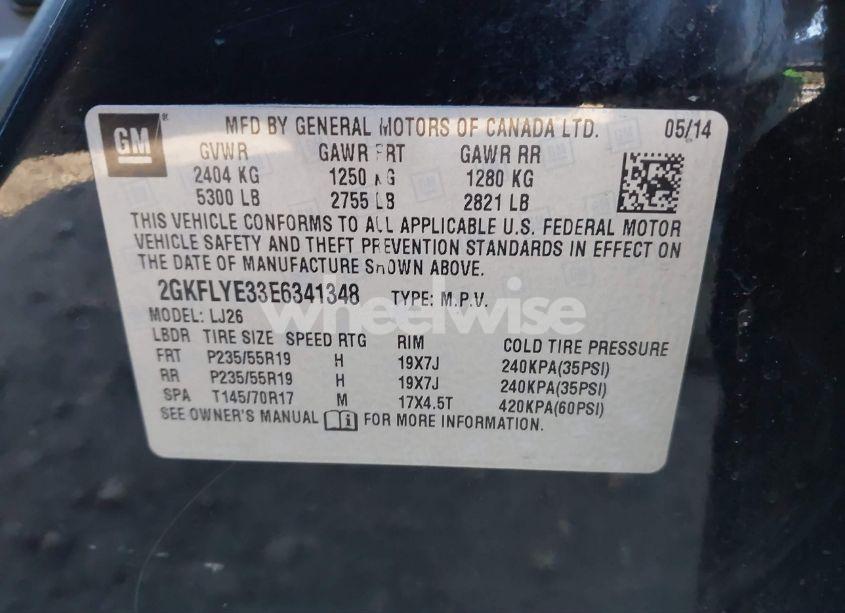 GM
MFD BY GENERAL MOTORS OF CANADA LTD. 05/14
GVWR GAWR FRT GAWR RR
2404 KG 1250 KG 1280 KG
5300 LB 2755 LB 2821 LB
THIS VEHICLE CONFORMS TO ALL APPLICABLE U.S. FEDERAL MOTOR
VEHICLE SAFETY AND THEFT PREVENTION STANDARDS IN EFFECT ON
THE DATE OF MANUFACTURE SHOWN ABOVE.
2GKFLYE33E6341348 TYPE: M.P.V.
MODEL: LJ26
wheelwise
LBDR TIRE SIZE SPEED RTG RIM COLD TIRE PRESSURE
FRT P235/55R19 H 19X7J 240KPA(35PSI)
RR P235/55R19 H 19X7J 240KPA(35PSI)
SPA T145/70R17 M 17X4.5T 420KPA(60PSI)
SEE OWNER'S MANUAL i FOR MORE INFORMATION.